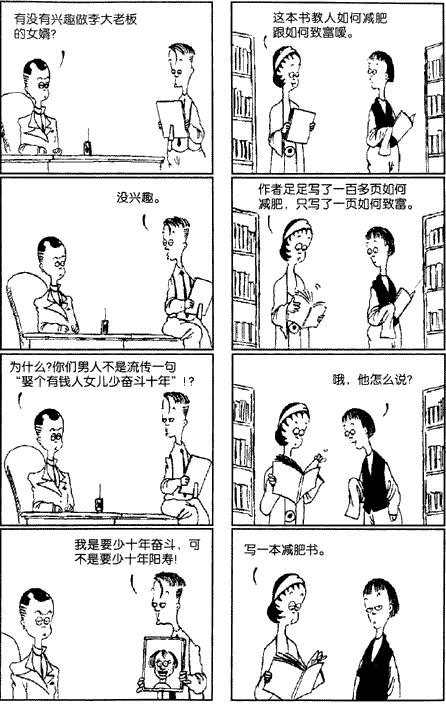 有没有兴趣做李大老板
的女婿?
没兴趣。
为什么?你们男人不是流传一句
“娶个有钱人女儿少奋斗十年”!?
我是要少十年奋斗，可
不是要少十年阳寿!
这本书教人如何减肥
跟如何致富嗳。
作者足足写了一百多页如何
减肥，只写了一页如何致富。
哦，他怎么说?
写一本减肥书。